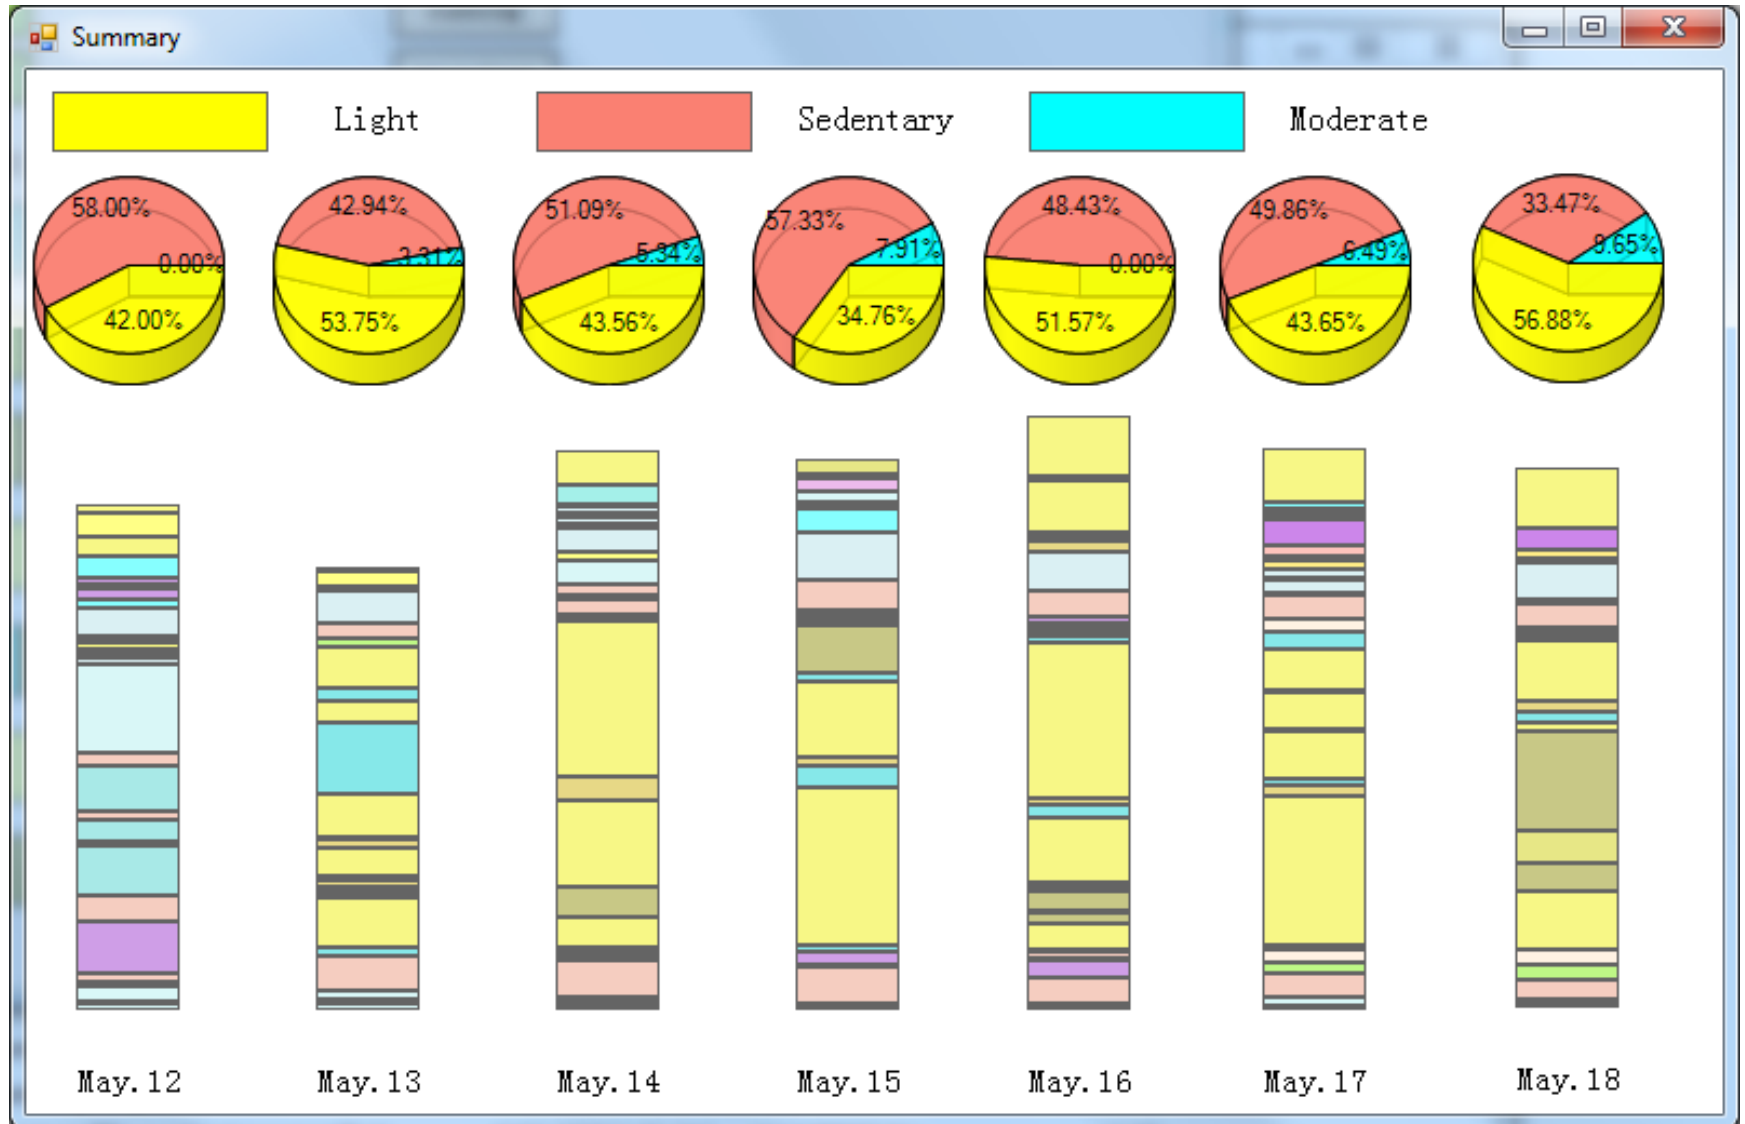 Summary
Light Sedentary Moderate
58.00% 42.94% 51.09% 57.33% 48.43% 49.86% 33.47%
0.00% 3.31% 5.34% 7.91% 0.00% 6.49% 9.65%
42.00% 53.75% 43.56% 34.76% 51.57% 43.65% 56.88%
May.12 May.13 May.14 May.15 May.16 May.17 May.18